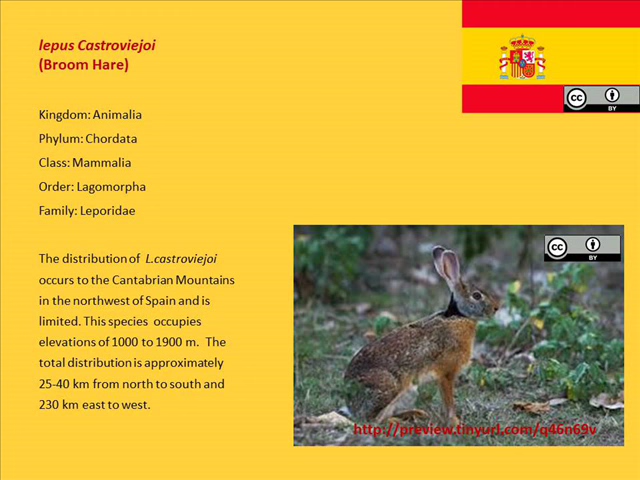 lepus Castroviejoi
(Broom Hare)
cc BY
Kingdom: Animalia
Phylum: Chordata
Class: Mammalia
Order: Lagomorpha
Family: Leporidae
The distribution of L.castroviejoi
occurs to the Cantabrian Mountains
in the northwest of Spain and is
limited. This species occupies
elevations of 1000 to 1900 m. The
total distribution is approximately
25-40 km from north to south and
230 km east to west.
cc BY
http://preview.tinyurl.com/q46n69v